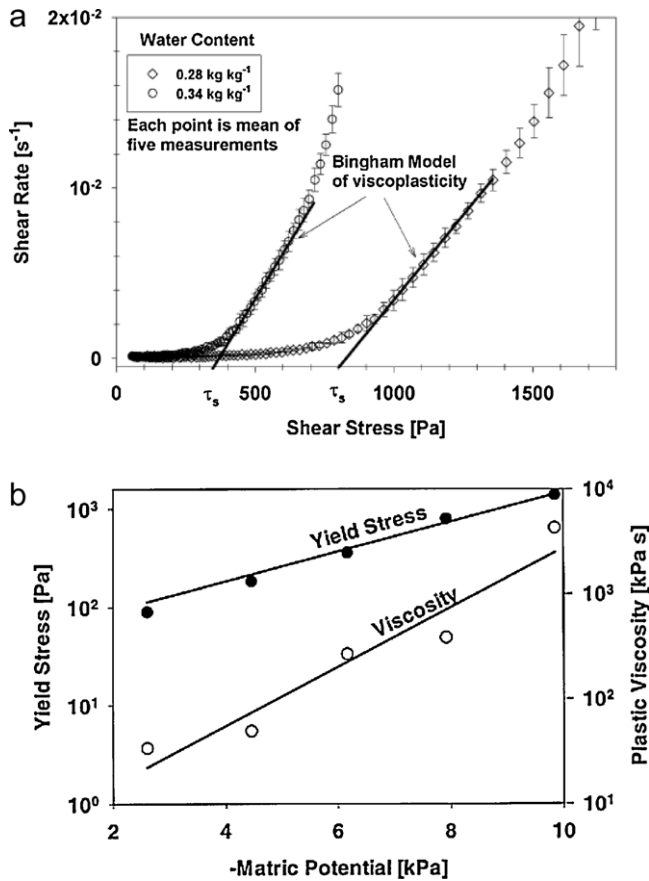 a
2x10⁻²
Water Content
0.28 kg kg⁻¹
0.34 kg kg⁻¹
Each point is mean of
five measurements
Bingham Model
of viscoplasticity
Shear Rate [s⁻¹]
10⁻²
0
0 τₛ 500 τₛ 1000 1500
Shear Stress [Pa]
b
10³
10²
10¹
10⁰
Yield Stress [Pa]
Yield Stress
Viscosity
10⁴
10³
10²
10¹
Plastic Viscosity [kPa s]
2 4 6 8 10
-Matric Potential [kPa]